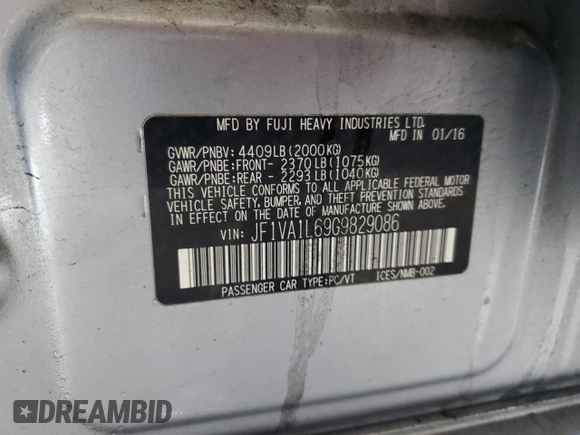 MFD BY FUJI HEAVY INDUSTRIES LTD.
MFD IN 01/16
GVWR/PNBV: 4409LB(2000KG)
GAWR/PNBE:FRONT- 2370LB(1075KG)
GAWR/PNBE:REAR - 2293LB(1040KG)
THIS VEHICLE CONFORMS TO ALL APPLICABLE FEDERAL MOTOR
VEHICLE SAFETY, BUMPER, AND THEFT PREVENTION STANDARDS
IN EFFECT ON THE DATE OF MANUFACTURE SHOWN ABOVE.
VIN: JF1VA1L69G9829086
PASSENGER CAR TYPE:PC/VT ICES/NMB-002
DREAMBID